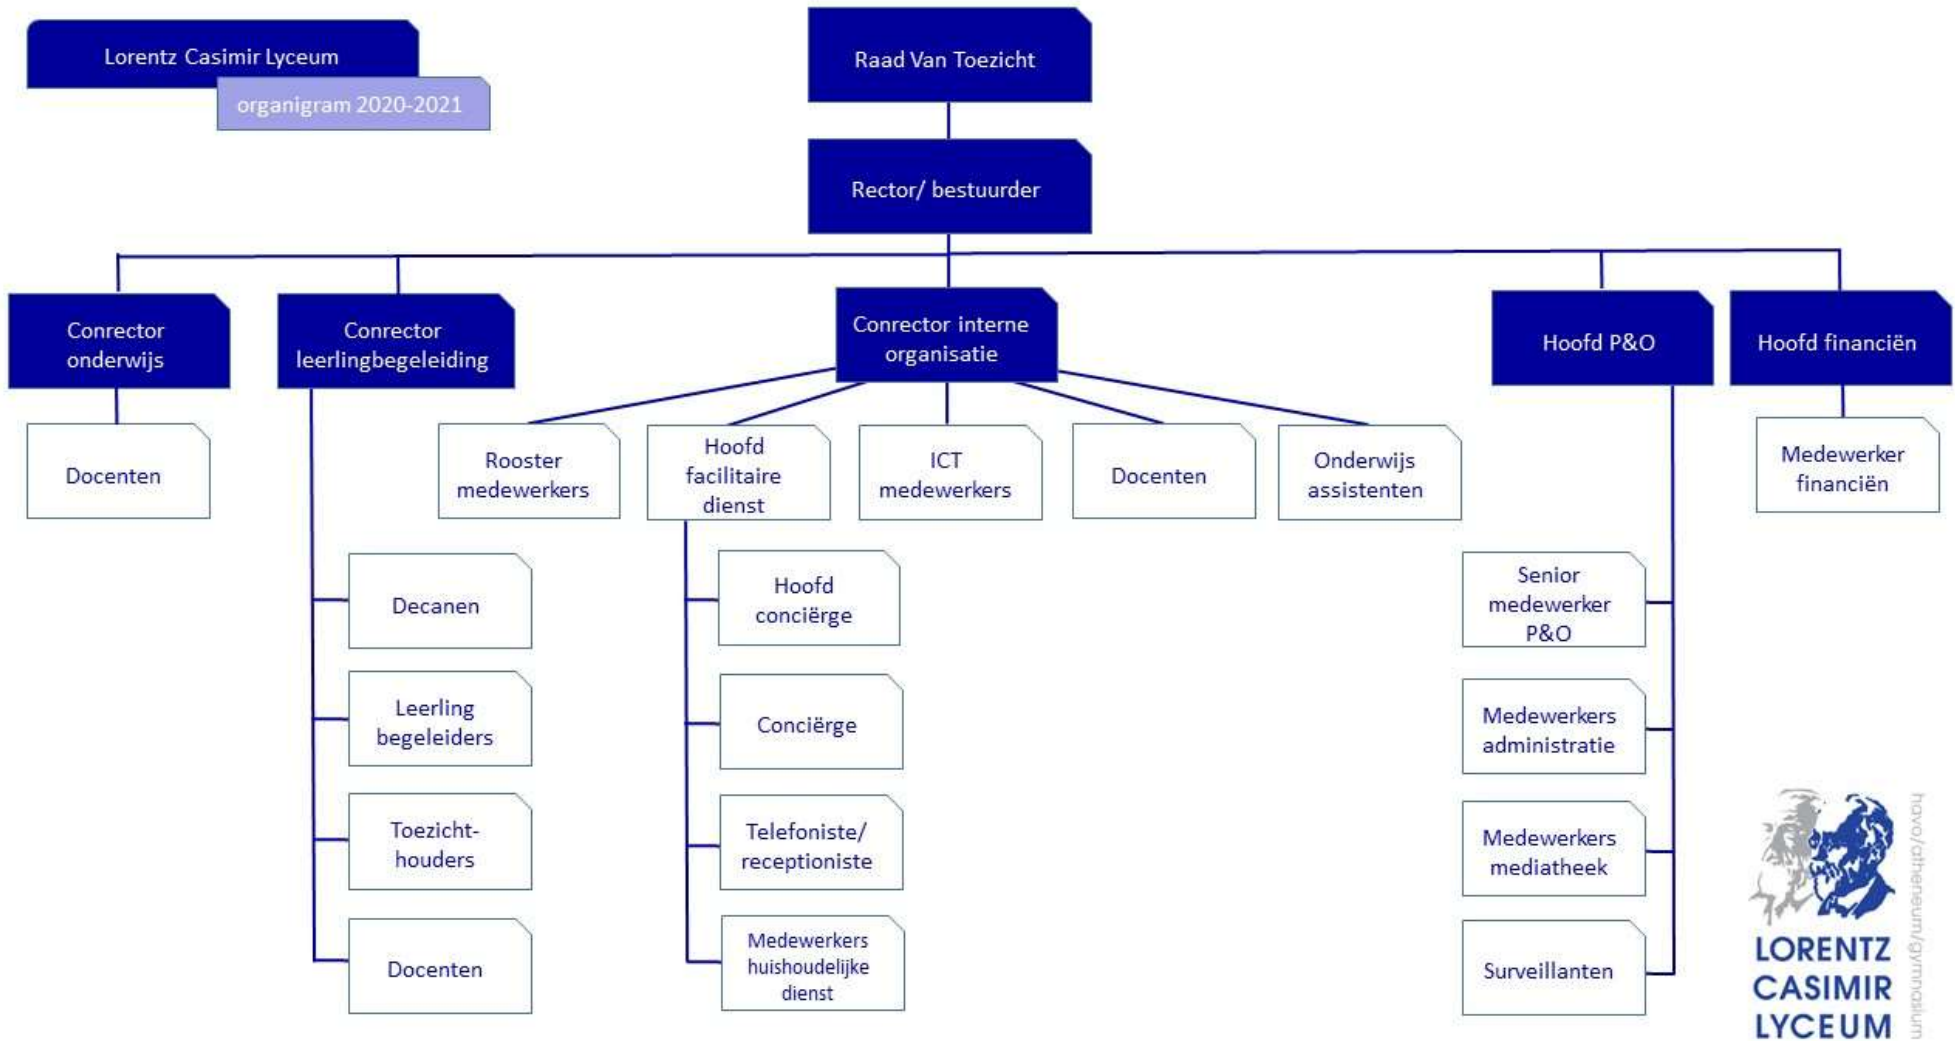 Lorentz Casimir Lyceum
organigram 2020-2021
Raad Van Toezicht
Rector/ bestuurder
Conrector
onderwijs
Conrector
leerlingbegeleiding
Conrector interne
organisatie
Hoofd P&O
Hoofd financiën
Docenten
Rooster
medewerkers
Hoofd
facilitaire
dienst
ICT
medewerkers
Docenten
Onderwijs
assistenten
Medewerker
financiën
Decanen
Leerling
begeleiders
Toezicht-
houders
Docenten
Hoofd
conciërge
Conciërge
Telefoniste/
receptioniste
Medewerkers
huishoudelijke
dienst
Senior
medewerker
P&O
Medewerkers
administratie
Medewerkers
mediatheek
Surveillanten
LORENTZ
CASIMIR
LYCEUM
havo/atheneum/gymnasium